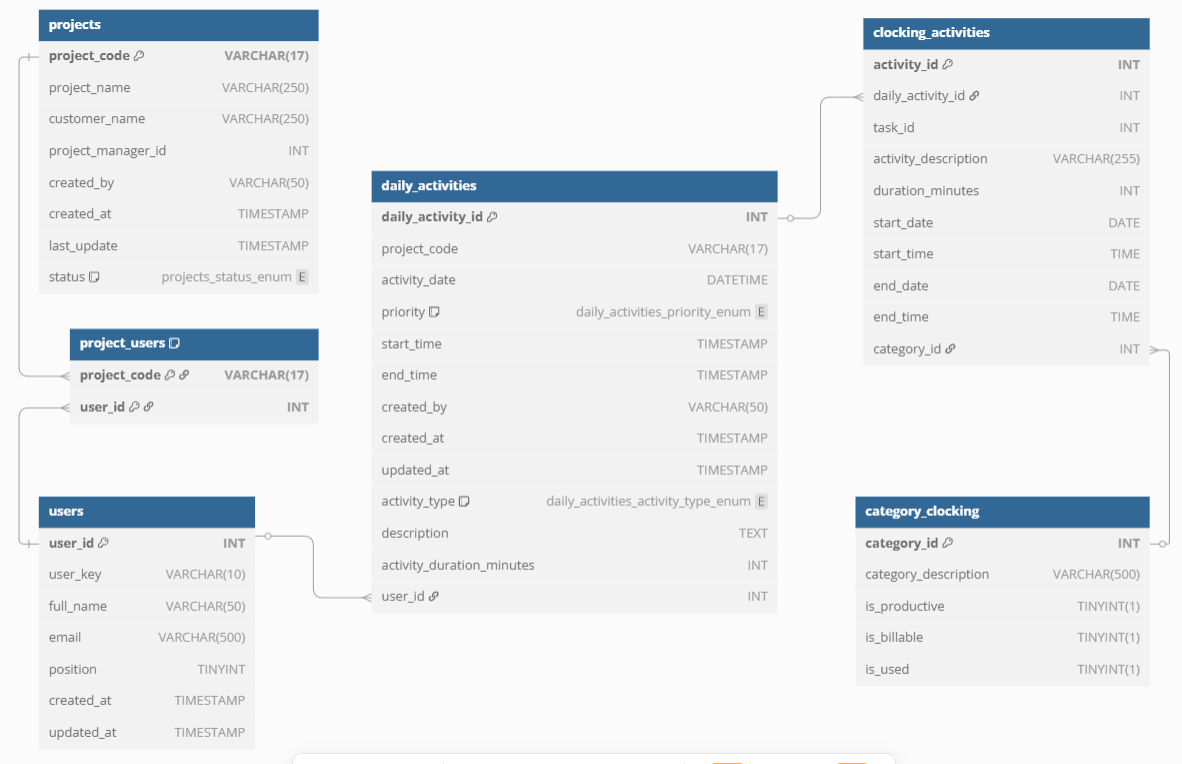 projects
project_code VARCHAR(17)
project_name VARCHAR(250)
customer_name VARCHAR(250)
project_manager_id INT
created_by VARCHAR(50)
created_at TIMESTAMP
last_update TIMESTAMP
status projects_status_enum E
project_users
project_code VARCHAR(17)
user_id INT
users
user_id INT
user_key VARCHAR(10)
full_name VARCHAR(50)
email VARCHAR(500)
position TINYINT
created_at TIMESTAMP
updated_at TIMESTAMP
daily_activities
daily_activity_id INT
project_code VARCHAR(17)
activity_date DATETIME
priority daily_activities_priority_enum E
start_time TIMESTAMP
end_time TIMESTAMP
created_by VARCHAR(50)
created_at TIMESTAMP
updated_at TIMESTAMP
activity_type daily_activities_activity_type_enum E
description TEXT
activity_duration_minutes INT
user_id INT
clocking_activities
activity_id INT
daily_activity_id INT
task_id INT
activity_description VARCHAR(255)
duration_minutes INT
start_date DATE
start_time TIME
end_date DATE
end_time TIME
category_id INT
category_clocking
category_id INT
category_description VARCHAR(500)
is_productive TINYINT(1)
is_billable TINYINT(1)
is_used TINYINT(1)